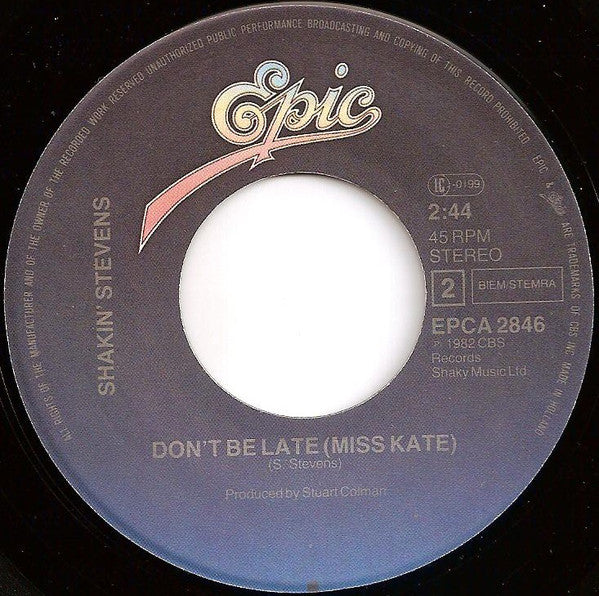 ALL RIGHTS OF THE MANUFACTURER AND OF THE OWNER OF THE RECORDED WORK RESERVED UNAUTHORIZED PUBLIC PERFORMANCE BROADCASTING AND COPYING OF THIS RECORD PROHIBITED. EPIC & ARE TRADEMARKS OF CBS INC. MADE IN HOLLAND
Epic
SHAKIN' STEVENS
LC-0199
2:44
45 RPM
STEREO
2 BIEM/STEMRA
EPCA 2846
℗ 1982 CBS
Records
Shaky Music Ltd.
DON'T BE LATE (MISS KATE)
(S. Stevens)
Produced by Stuart Colman